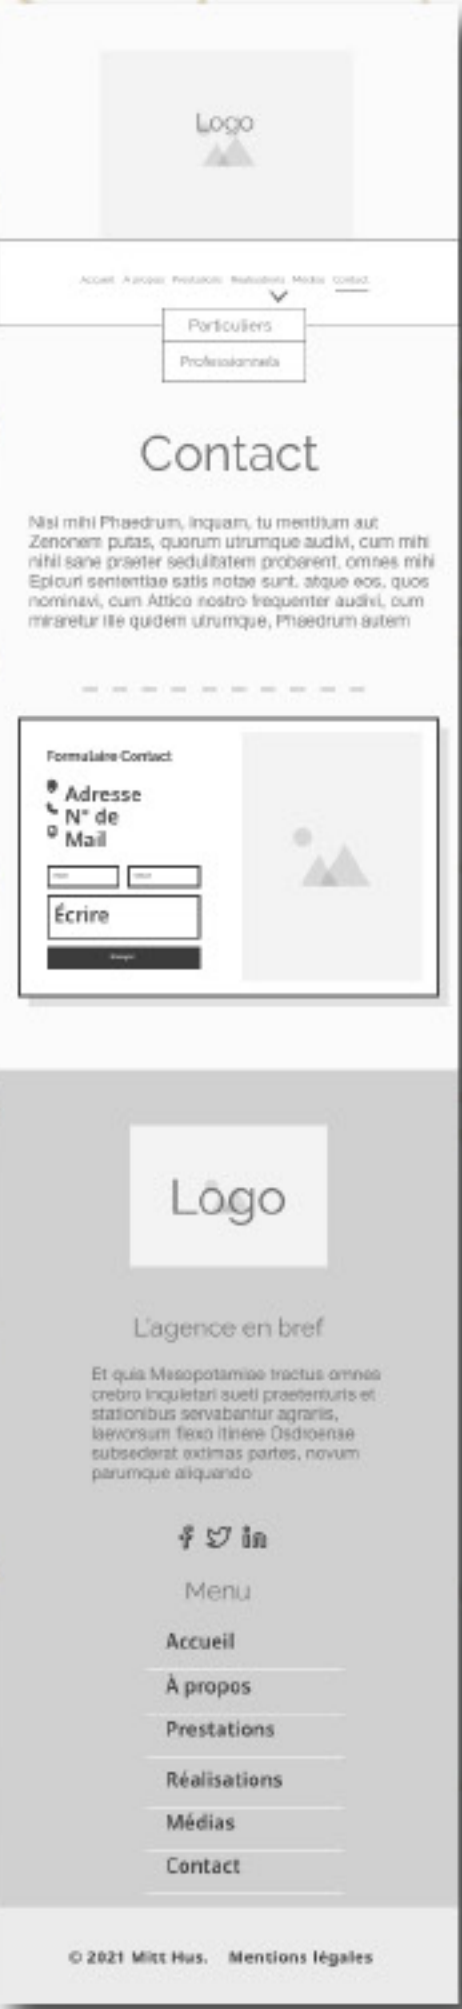 Logo
Accueil À propos Prestations Réalisations Médias Contact
Particuliers
Professionnels
Contact
Nisi mihi Phaedrum, inquam, tu mentitum aut
Zenonem putas, quorum utrumque audivi, cum mihi
nihil sane praeter sedulitatem probarent, omnes mihi
Epicuri sententiae satis notae sunt. atque eos, quos
nominavi, cum Attico nostro frequenter audivi, cum
miraretur ille quidem utrumque, Phaedrum autem
Formulaire Contact
Adresse
N° de
Mail
Écrire
Logo
L'agence en bref
Et quia Mesopotamiae tractus omnes
crebro inquietari sueti praetenturis et
stationibus servabantur agrariis,
laevorsum flexo itinere Osdroenae
subsederat extimas partes, novum
parumque aliquando
Menu
Accueil
À propos
Prestations
Réalisations
Médias
Contact
© 2021 Mitt Hus. Mentions légales